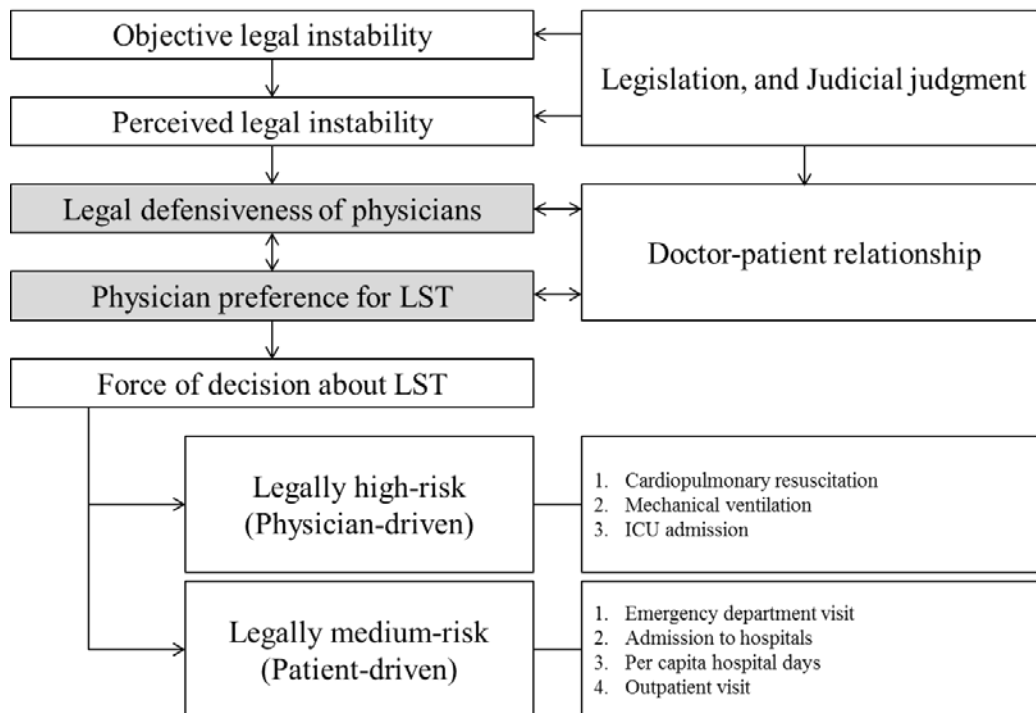 Objective legal instability
Legislation, and Judicial judgment
Perceived legal instability
Legal defensiveness of physicians
Doctor-patient relationship
Physician preference for LST
Force of decision about LST
Legally high-risk
(Physician-driven)
1. Cardiopulmonary resuscitation
2. Mechanical ventilation
3. ICU admission
Legally medium-risk
(Patient-driven)
1. Emergency department visit
2. Admission to hospitals
3. Per capita hospital days
4. Outpatient visit